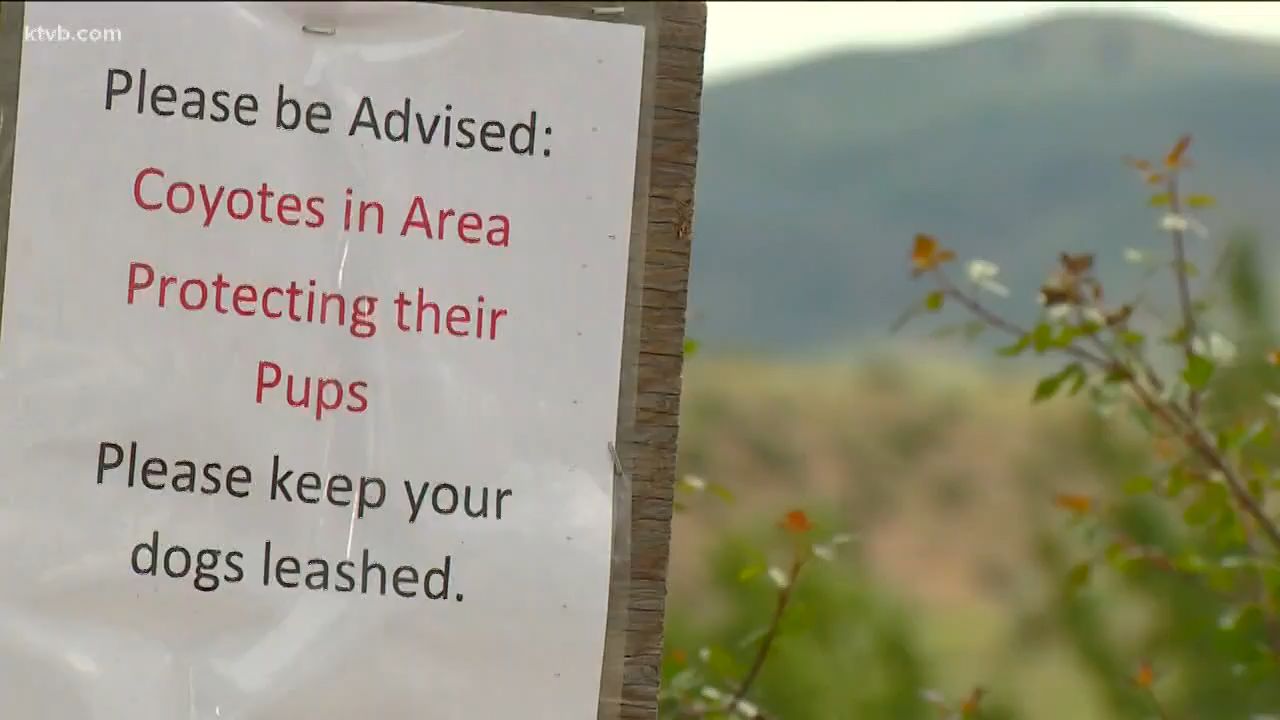 ktvb.com
Please be Advised:
Coyotes in Area
Protecting their
Pups
Please keep your
dogs leashed.